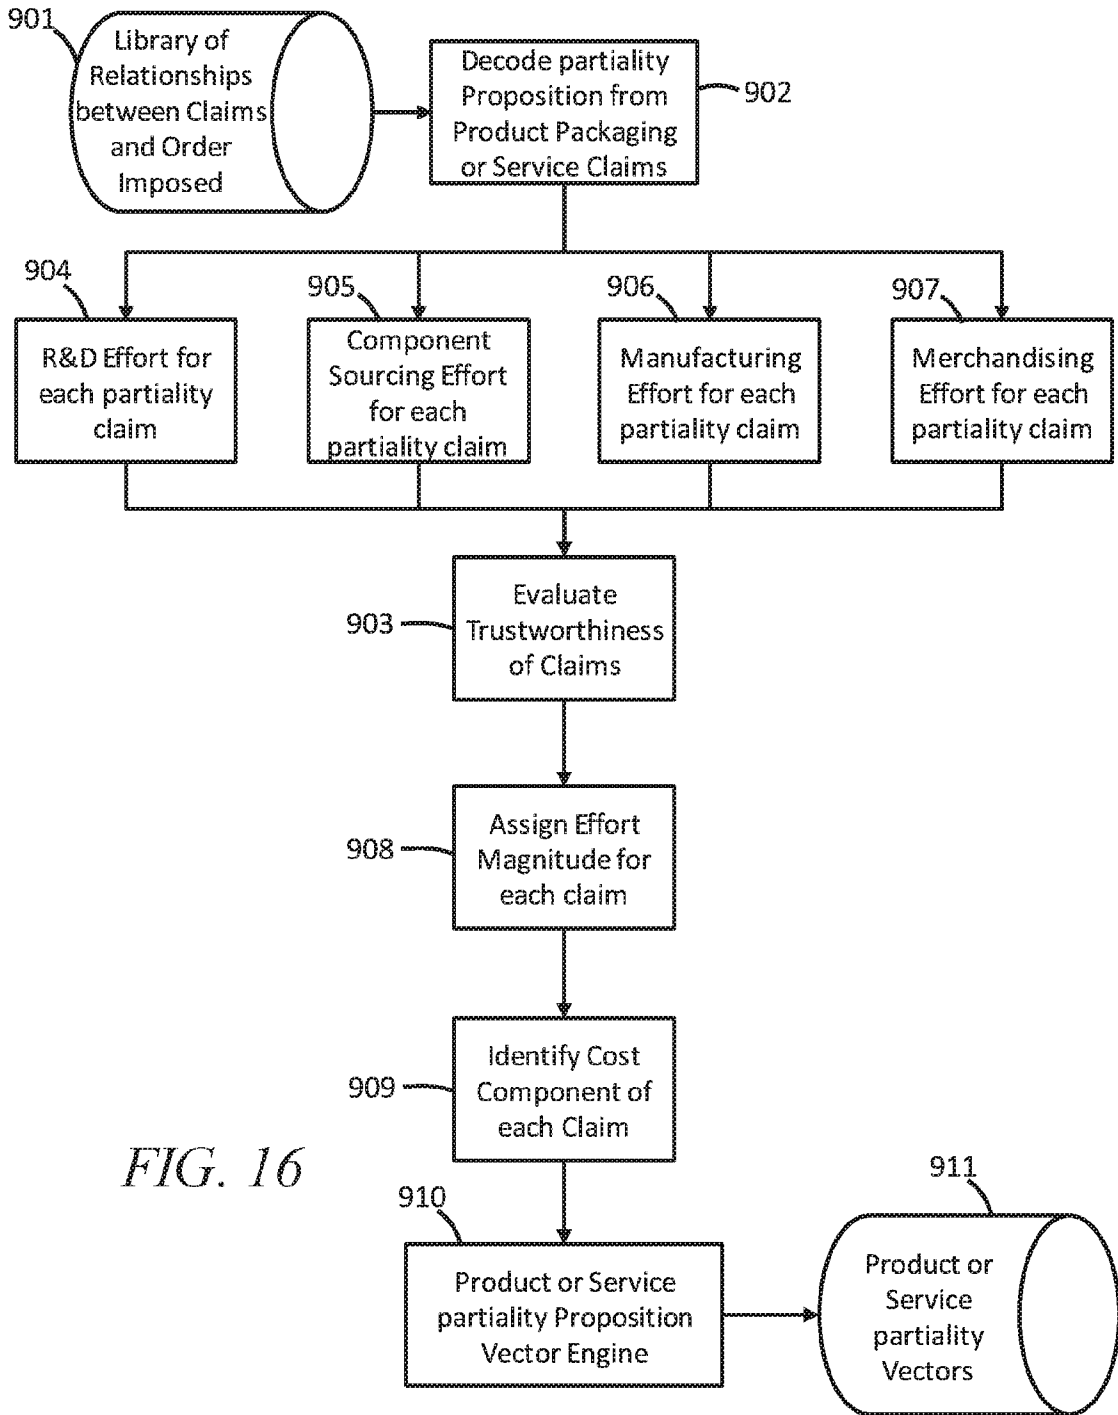 901
Library of
Relationships
between Claims
and Order
Imposed
Decode partiality
Proposition from
Product Packaging
or Service Claims
902
904
R&D Effort for
each partiality
claim
905
Component
Sourcing Effort
for each
partiality claim
906
Manufacturing
Effort for each
partiality claim
907
Merchandising
Effort for each
partiality claim
903
Evaluate
Trustworthiness
of Claims
908
Assign Effort
Magnitude for
each claim
909
Identify Cost
Component of
each Claim
FIG. 16
910
Product or Service
partiality Proposition
Vector Engine
911
Product or
Service
partiality
Vectors